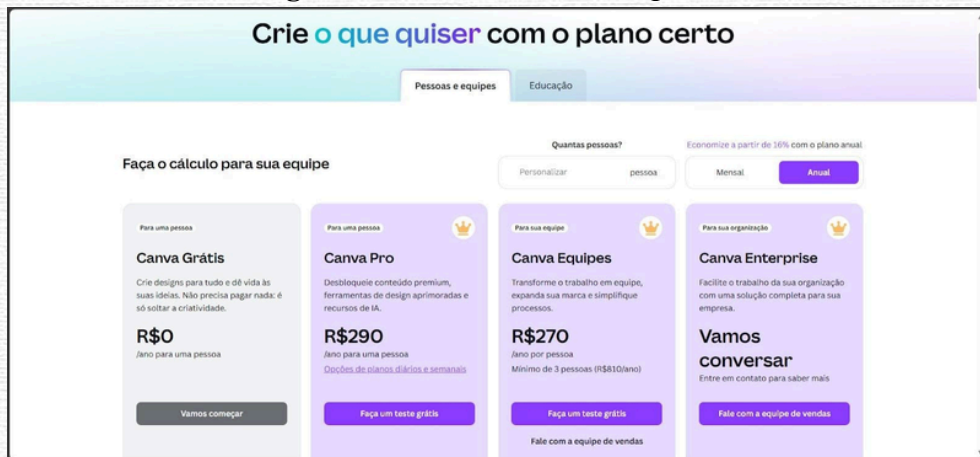 Crie o que quiser com o plano certo
Pessoas e equipes
Educação
Faça o cálculo para sua equipe
Quantas pessoas?
Personalizar
pessoa
Economize a partir de 16% com o plano anual
Mensal
Anual
Para uma pessoa
Canva Grátis
Crie designs para tudo e dê vida às
suas ideias. Não precisa pagar nada: é
só soltar a criatividade.
R$0
/ano para uma pessoa
Vamos começar
Para uma pessoa
Canva Pro
Desbloqueie conteúdo premium,
ferramentas de design aprimoradas e
recursos de IA.
R$290
/ano para uma pessoa
Opções de planos diários e semanais
Faça um teste grátis
Para sua equipe
Canva Equipes
Transforme o trabalho em equipe,
expanda sua marca e simplifique
processos.
R$270
/ano por pessoa
Mínimo de 3 pessoas (R$810/ano)
Faça um teste grátis
Fale com a equipe de vendas
Para sua organização
Canva Enterprise
Facilite o trabalho da sua organização
com uma solução completa para sua
empresa.
Vamos
conversar
Entre em contato para saber mais
Fale com a equipe de vendas